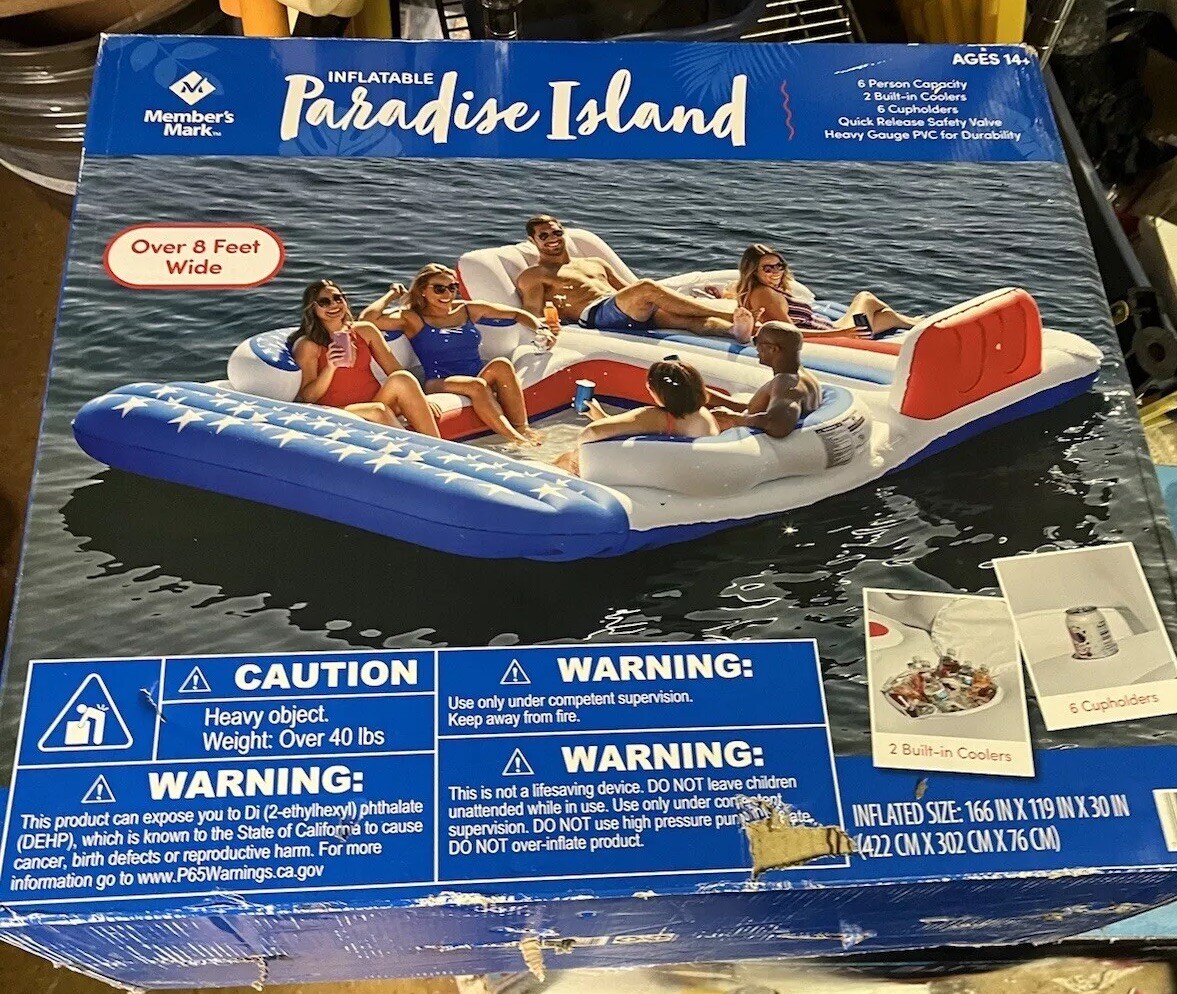 Member's
Mark™
INFLATABLE
Paradise Island
AGES 14+
6 Person Capacity
2 Built-in Coolers
6 Cupholders
Quick Release Safety Valve
Heavy Gauge PVC for Durability
Over 8 Feet
Wide
CAUTION
Heavy object.
Weight: Over 40 lbs
WARNING:
This product can expose you to Di (2-ethylhexyl) phthalate
(DEHP), which is known to the State of California to cause
cancer, birth defects or reproductive harm. For more
information go to www.P65Warnings.ca.gov
WARNING:
Use only under competent supervision.
Keep away from fire.
WARNING:
This is not a lifesaving device. DO NOT leave children
unattended while in use. Use only under competent
supervision. DO NOT use high pressure
DO NOT over-inflate product.
2 Built-in Coolers
6 Cupholders
INFLATED SIZE: 166 IN X 119 IN X 30 IN
(422 CM X 302 CM X 76 CM)